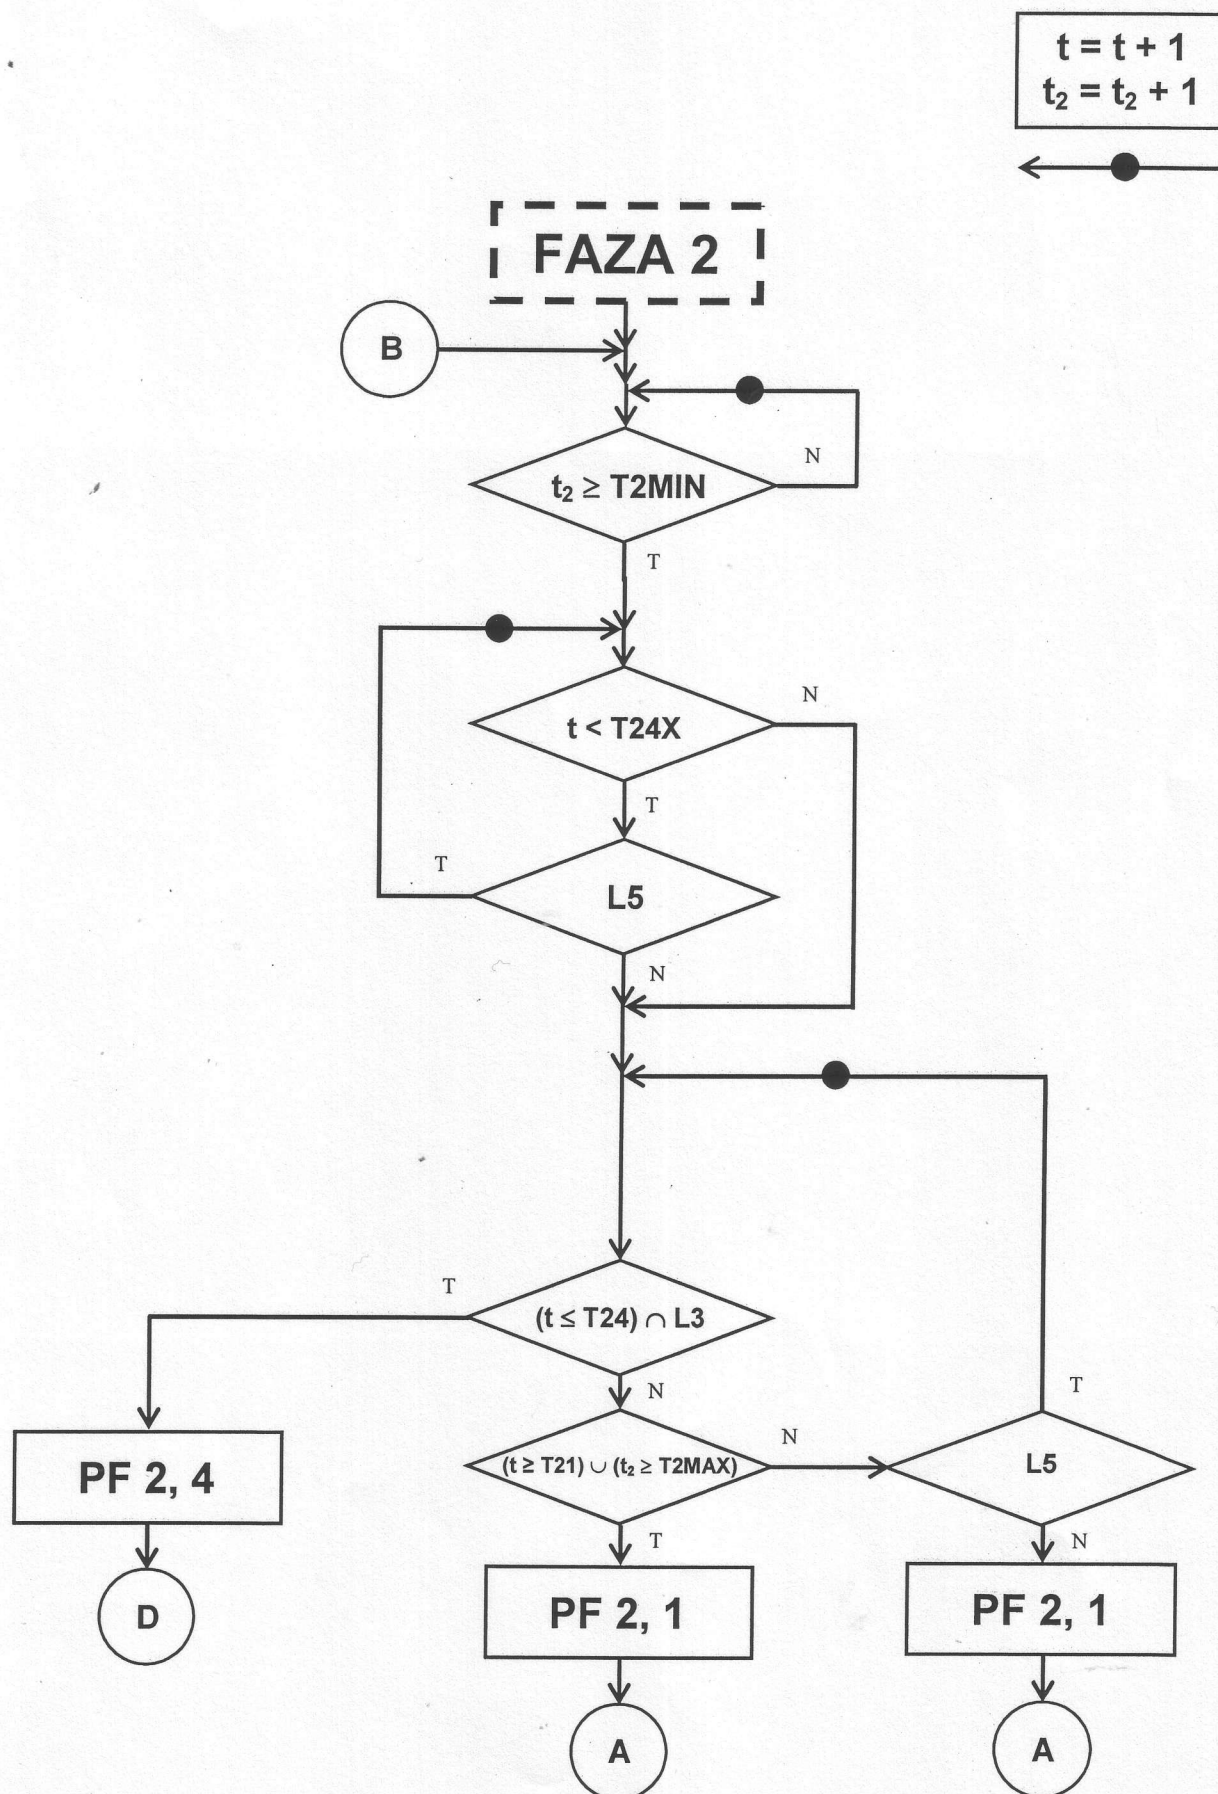 t = t + 1
t₂ = t₂ + 1
FAZA 2
B
N
t₂ ≥ T2MIN
T
N
t < T24X
T
T
L5
N
T
(t ≤ T24) ∩ L3
N
T
N
(t ≥ T21) ∪ (t₂ ≥ T2MAX)
L5
PF 2, 4
T
N
PF 2, 1
PF 2, 1
D
A
A